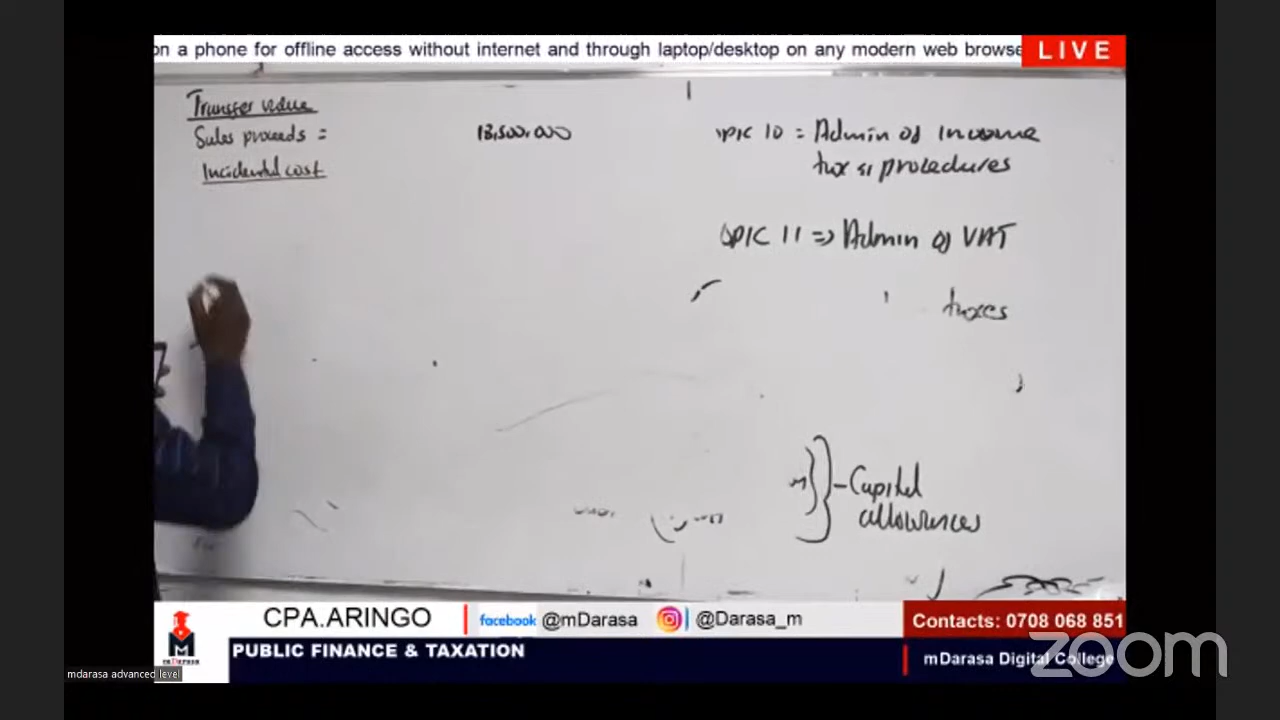 on a phone for offline access without internet and through laptop/desktop on any modern web browse
LIVE
Transfer value
Sales proceeds = 13,500,000
Incidental cost
OPIC 10 = Admin of income
tax & procedures
OPIC 11 => Admin of VAT
taxes
- Capital
allowances
CPA.ARINGO
facebook @mDarasa
@Darasa_m
Contacts: 0708 068 851
mDarasa
PUBLIC FINANCE & TAXATION
mDarasa Digital College
zoom
mdarasa advanced level